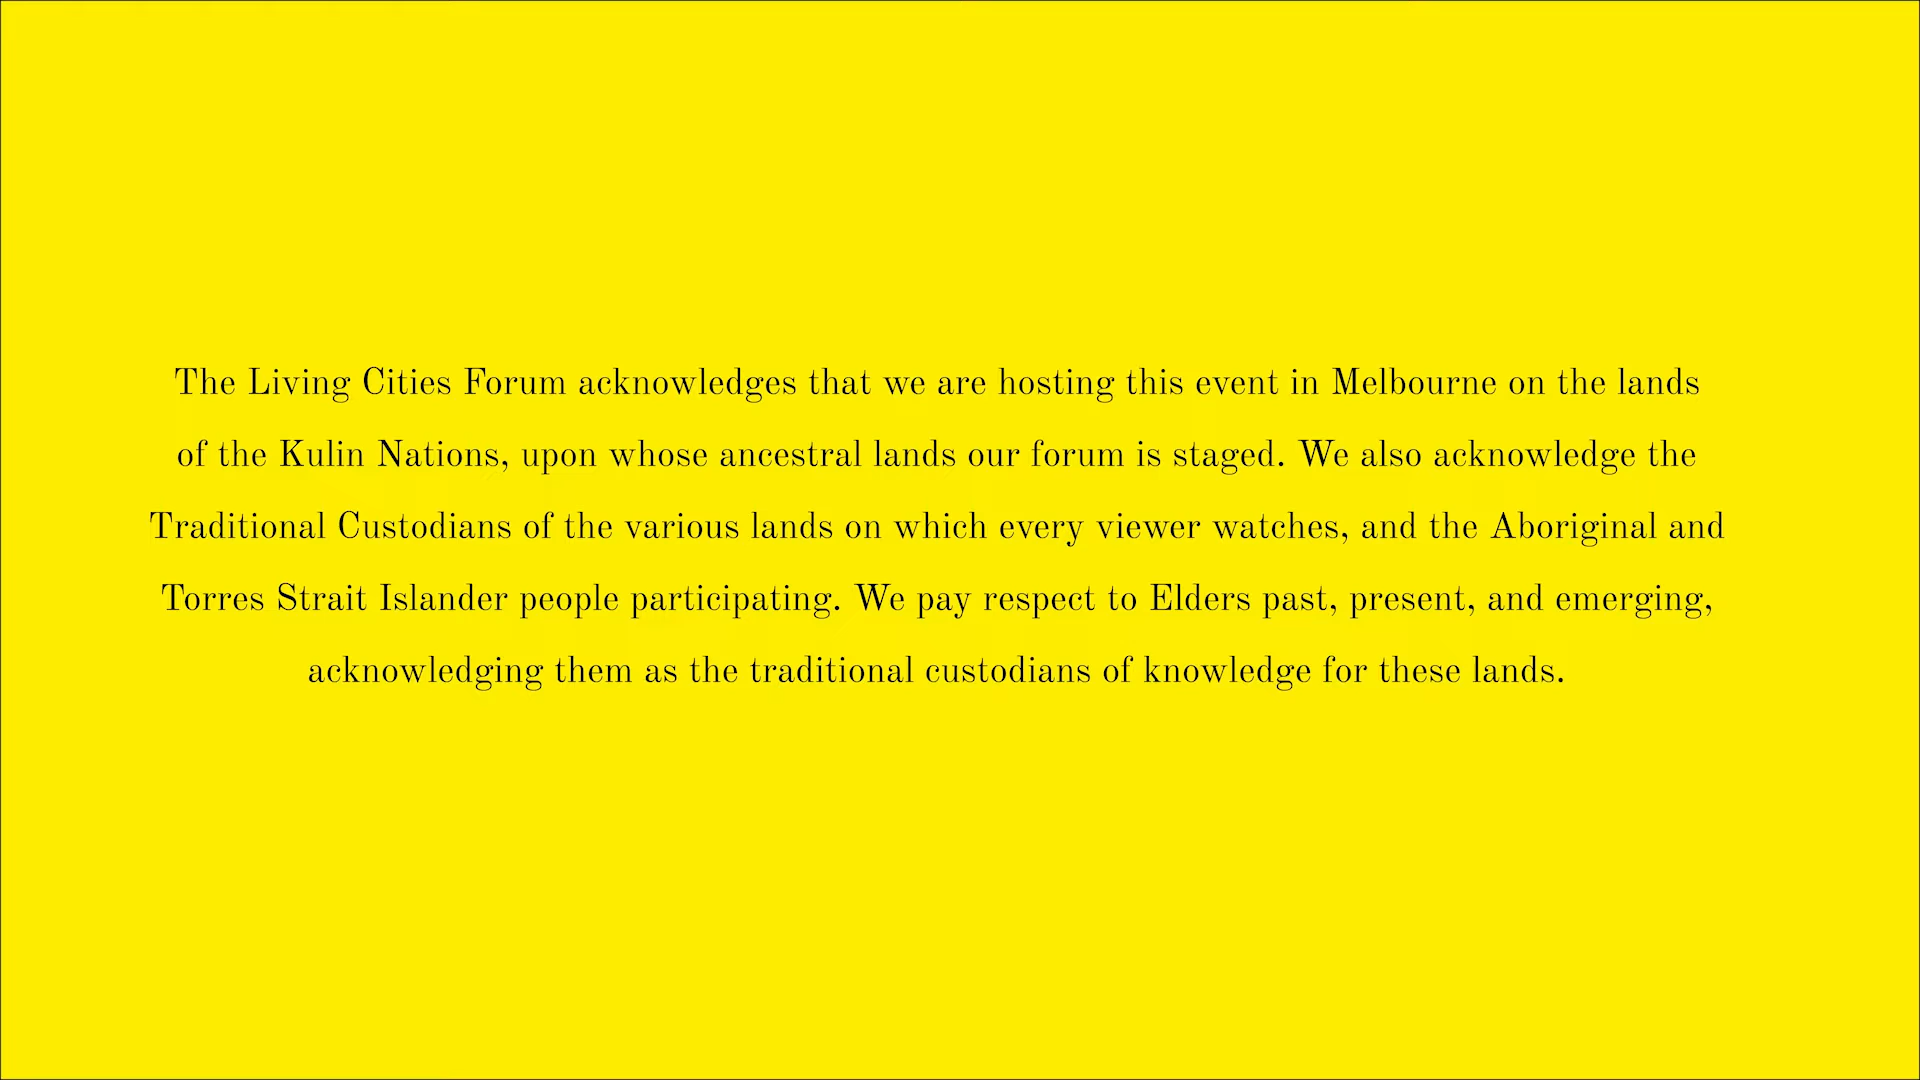 The Living Cities Forum acknowledges that we are hosting this event in Melbourne on the lands
of the Kulin Nations, upon whose ancestral lands our forum is staged. We also acknowledge the
Traditional Custodians of the various lands on which every viewer watches, and the Aboriginal and
Torres Strait Islander people participating. We pay respect to Elders past, present, and emerging,
acknowledging them as the traditional custodians of knowledge for these lands.